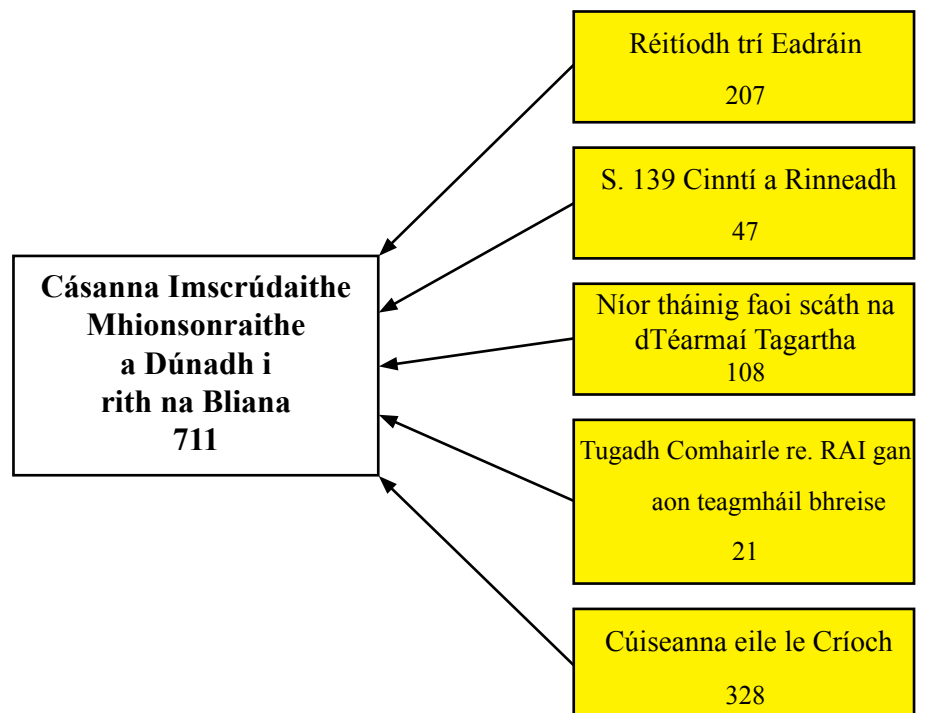 Réitíodh trí Eadráin
207
S. 139 Cinntí a Rinneadh
47
Cásanna Imscrúdaithe
Mhionsonraithe
a Dúnadh i
rith na Bliana
711
Níor tháinig faoi scáth na
dTéarmaí Tagartha
108
Tugadh Comhairle re. RAI gan
aon teagmháil bhreise
21
Cúiseanna eile le Críoch
328